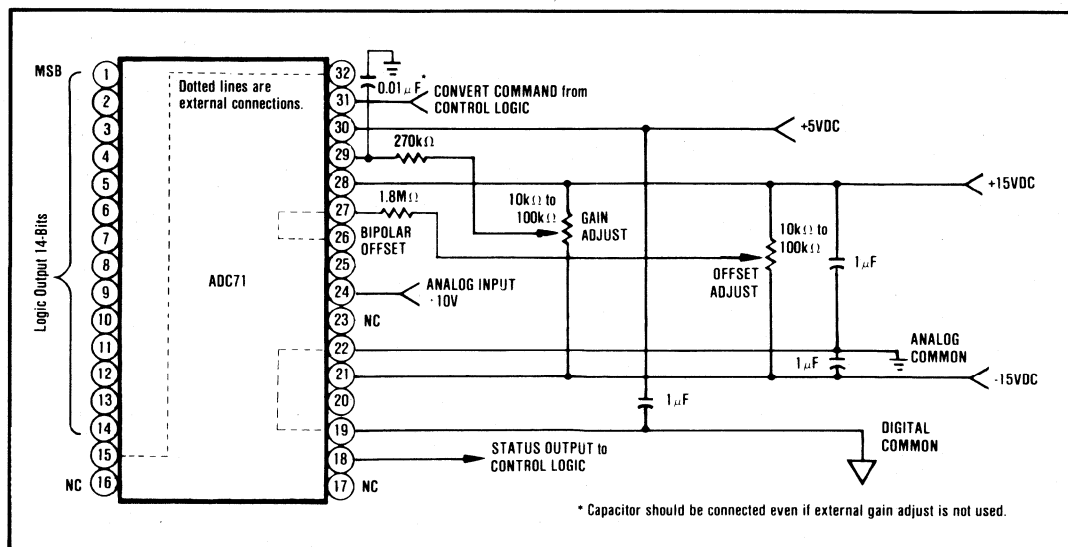 MSB
Logic Output 14-Bits
1
2
3
4
5
6
7
8
9
10
11
12
13
14
15
NC 16
Dotted lines are
external connections.
ADC71
32
31
30
29
28
27
26
25
24
23 NC
22
21
20
19
18
17 NC
0.01μF*
CONVERT COMMAND from
CONTROL LOGIC
+5VDC
270kΩ
+15VDC
1.8MΩ
BIPOLAR
OFFSET
10kΩ to
100kΩ
GAIN
ADJUST
10kΩ to
100kΩ
OFFSET
ADJUST
1μF
ANALOG INPUT
10V
ANALOG
COMMON
1μF
-15VDC
1μF
DIGITAL
COMMON
STATUS OUTPUT to
CONTROL LOGIC
* Capacitor should be connected even if external gain adjust is not used.